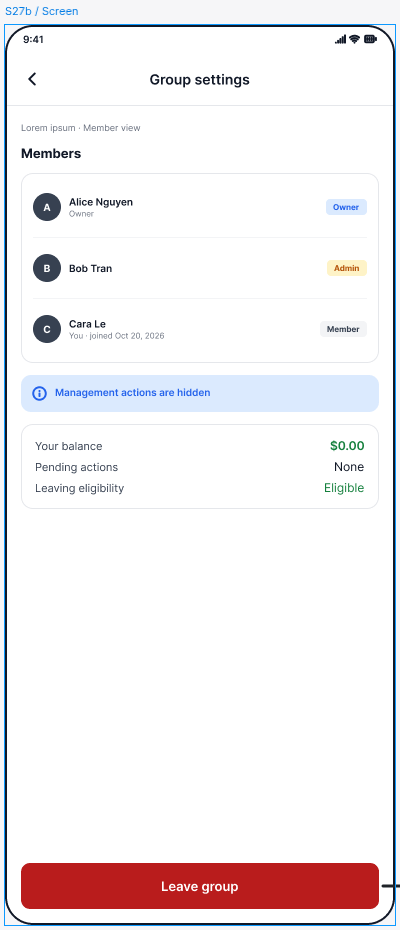 S27b / Screen
9:41
Group settings
Lorem ipsum · Member view
Members
A
Alice Nguyen
Owner
Owner
B
Bob Tran
Admin
C
Cara Le
You · joined Oct 20, 2026
Member
Management actions are hidden
Your balance
$0.00
Pending actions
None
Leaving eligibility
Eligible
Leave group